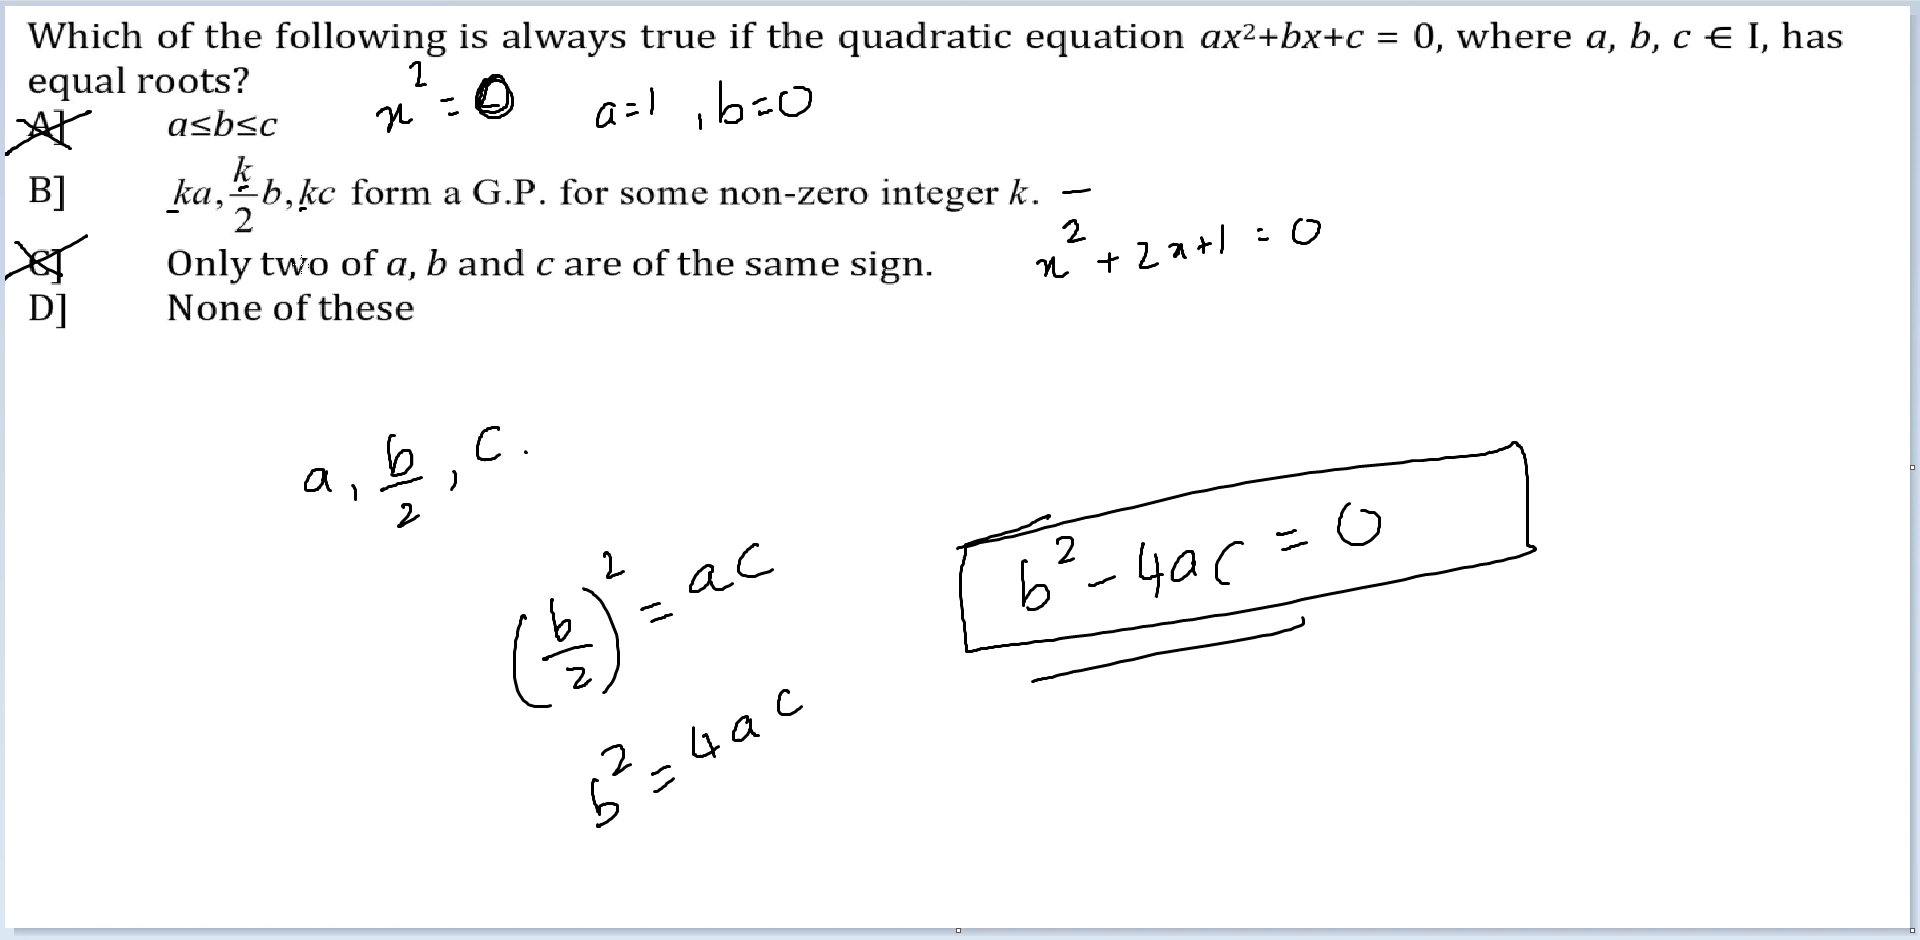 Which of the following is always true if the quadratic equation ax²+bx+c = 0, where a, b, c ∈ I, has
equal roots?
x² = 0 a=1 , b=0
A] a≤b≤c
B] ka, k/2 b, kc form a G.P. for some non-zero integer k. –
x² + 2x+1 = 0
C] Only two of a, b and c are of the same sign.
D] None of these
a, b/2, c.
(b/2)² = ac
b² - 4ac = 0
b² = 4ac